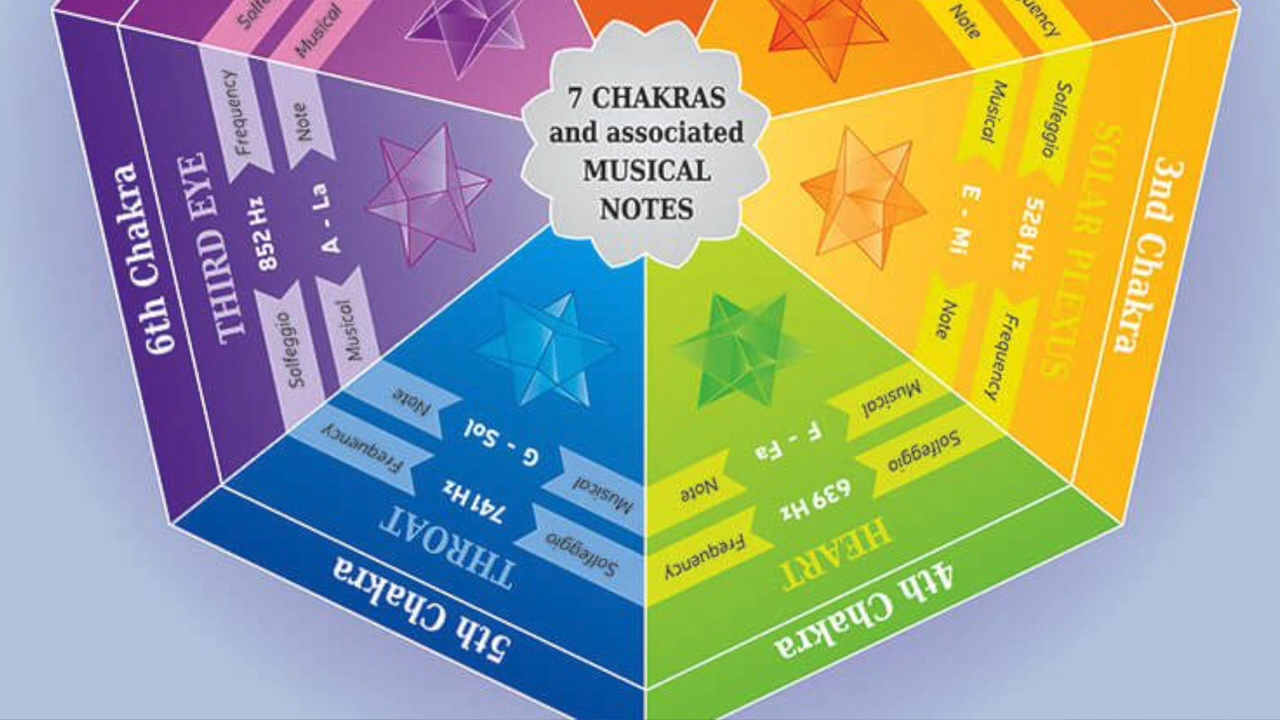 7 CHAKRAS
and associated
MUSICAL
NOTES
Musical
Note
6th Chakra
THIRD EYE
Solfeggio
852 Hz
Frequency
Musical
A - La
Note
5th Chakra
THROAT
Solfeggio
741 Hz
Frequency
Musical
G - Sol
Note
4th Chakra
HEART
Solfeggio
639 Hz
Frequency
Musical
F - Fa
Note
3nd Chakra
SOLAR PLEXUS
Solfeggio
528 Hz
Frequency
Musical
E - Mi
Note